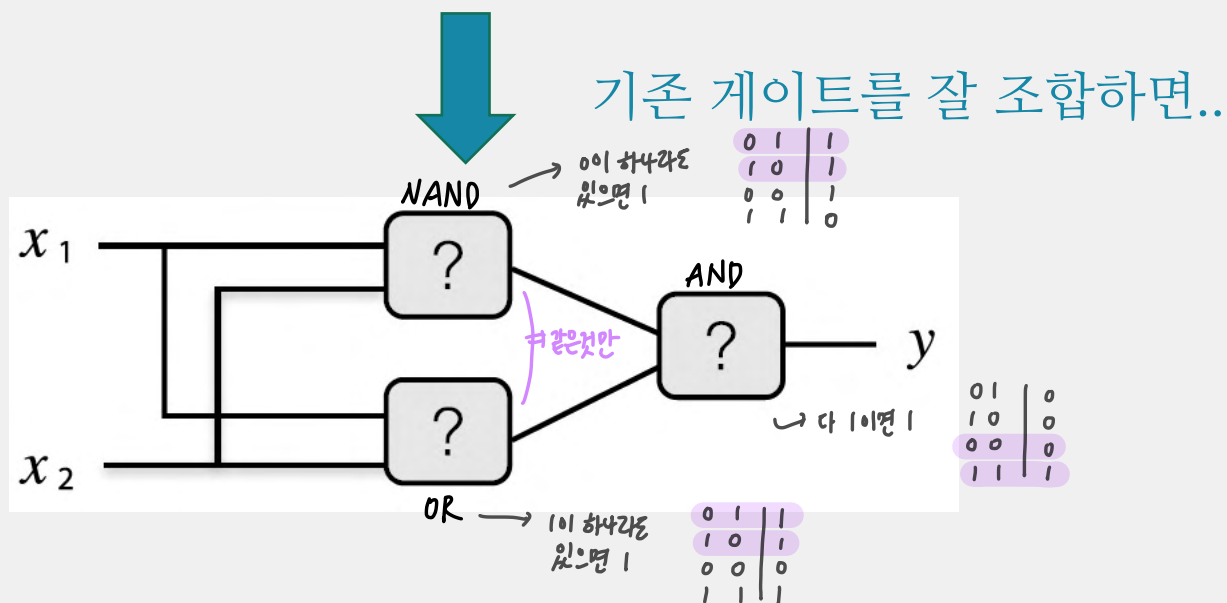 기존 게이트를 잘 조합하면..
NAND
0이 하나라도
있으면 1
0 1 | 1
1 0 | 1
0 0 | 1
1 1 | 0
x1
?
AND
?
같은것만
y
?
x2
다 1이면 1
0 1 | 0
1 0 | 0
0 0 | 0
1 1 | 1
OR
1이 하나라도
있으면 1
0 1 | 1
1 0 | 1
0 0 | 0
1 1 | 1